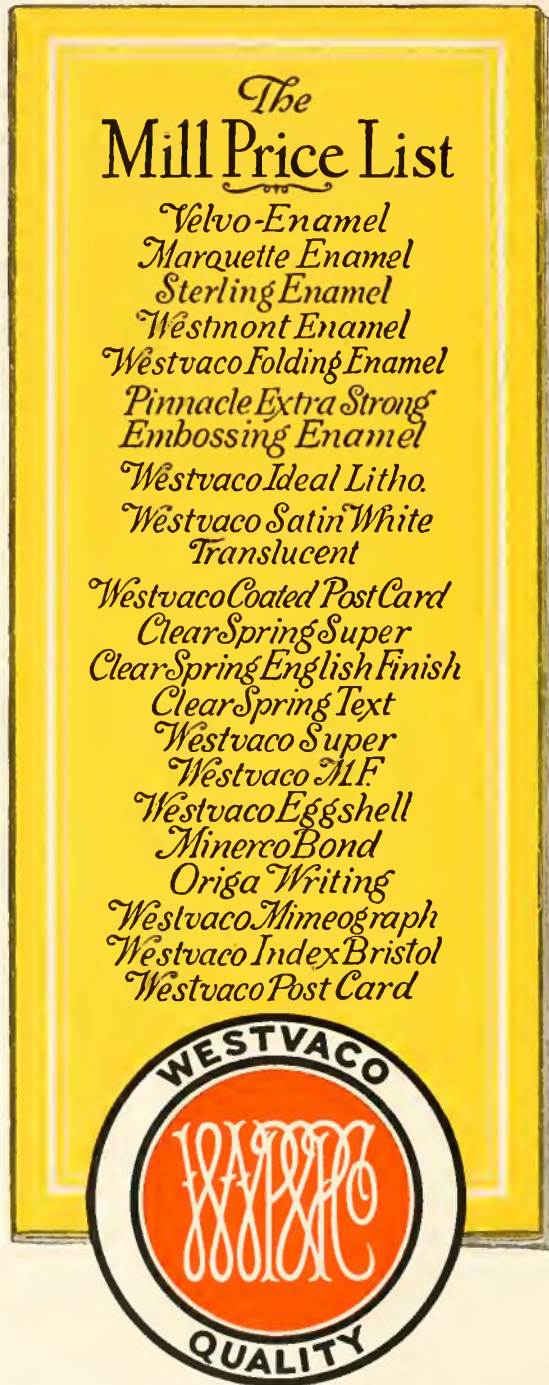 The
Mill Price List
Velvo-Enamel
Marquette Enamel
Sterling Enamel
Westmont Enamel
Westvaco Folding Enamel
Pinnacle Extra Strong
Embossing Enamel
Westvaco Ideal Litho.
Westvaco Satin White
Translucent
Westvaco Coated Post Card
Clear Spring Super
Clear Spring English Finish
Clear Spring Text
Westvaco Super
Westvaco M.F.
Westvaco Eggshell
Minerco Bond
Origa Writing
Westvaco Mimeograph
Westvaco Index Bristol
Westvaco Post Card
WESTVACO
QUALITY